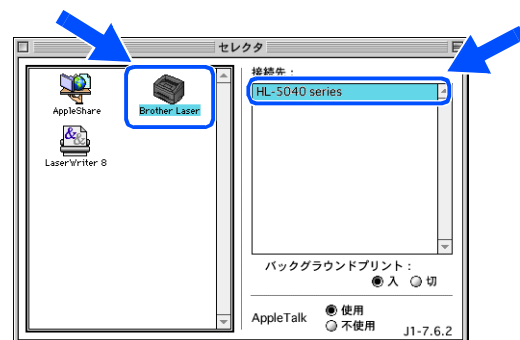 セレクタ
AppleShare
Brother Laser
LaserWriter 8
接続先：
HL-5040 series
バックグラウンドプリント：
入 切
AppleTalk
使用
不使用
J1-7.6.2